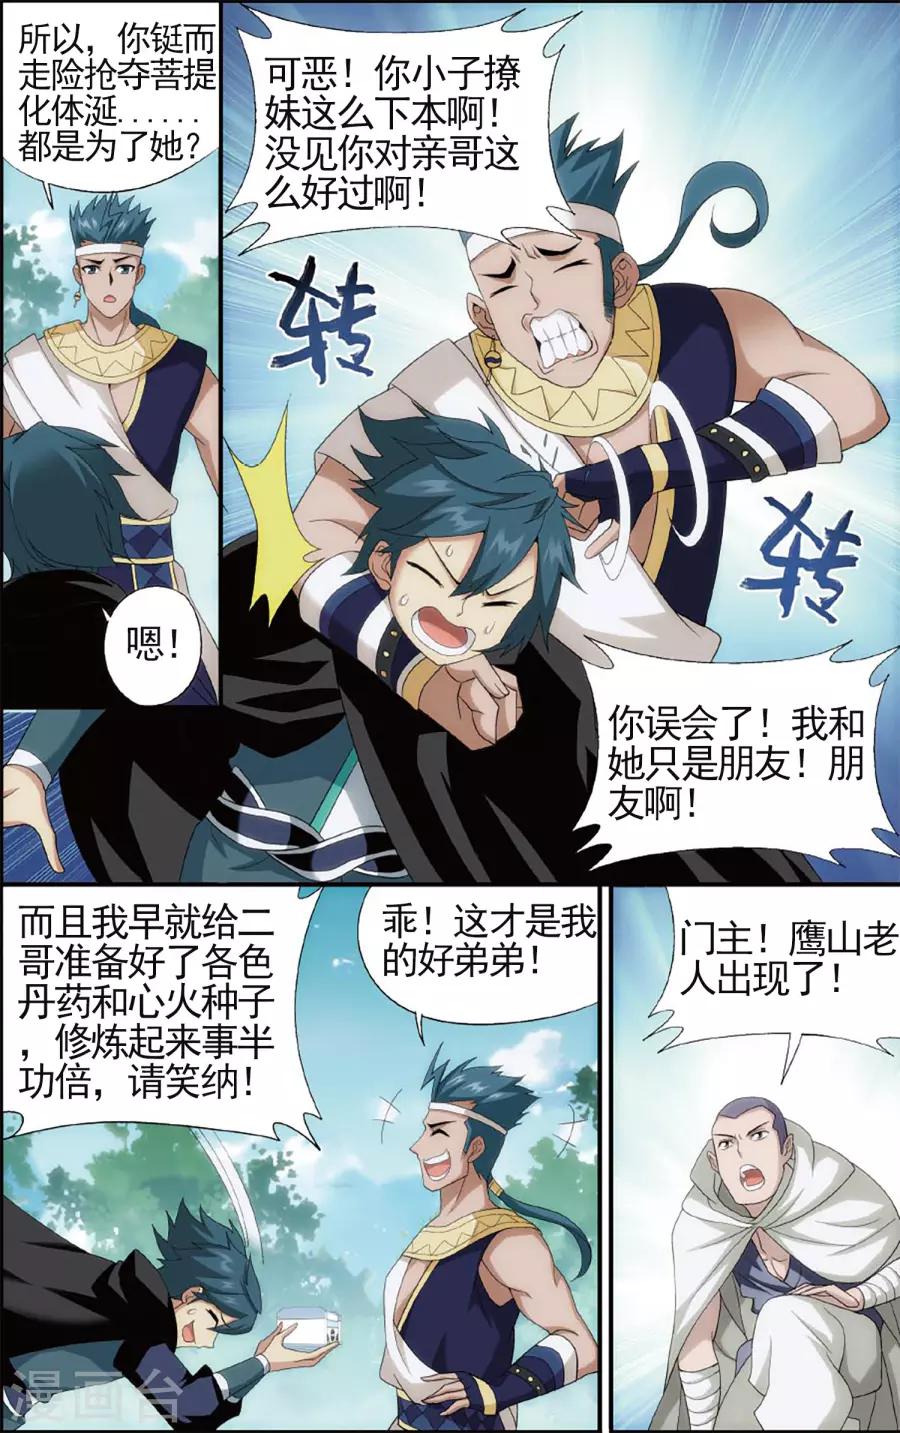 所以，你铤而
走险抢夺菩提
化体涎......
都是为了她？
嗯！
可恶！你小子撩
妹这么下本啊！
没见你对亲哥这
么好过啊！
转
转
你误会了！我和
她只是朋友！朋
友啊！
而且我早就给二
哥准备好了各色
丹药和心火种子
，修炼起来事半
功倍，请笑纳！
乖！这才是我
的好弟弟！
门主！鹰山老
人出现了！
漫画台